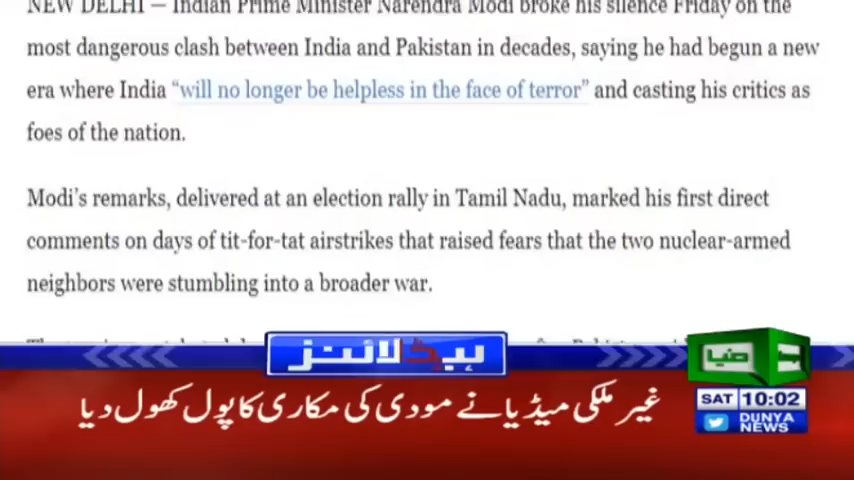 NEW DELHI — Indian Prime Minister Narendra Modi broke his silence Friday on the
most dangerous clash between India and Pakistan in decades, saying he had begun a new
era where India “will no longer be helpless in the face of terror” and casting his critics as
foes of the nation.
Modi’s remarks, delivered at an election rally in Tamil Nadu, marked his first direct
comments on days of tit-for-tat airstrikes that raised fears that the two nuclear-armed
neighbors were stumbling into a broader war.
ہیڈ لائنز
دنیا
غیر ملکی میڈیا نے مودی کی مکاری کا پول کھول دیا
SAT 10:02
DUNYA
NEWS